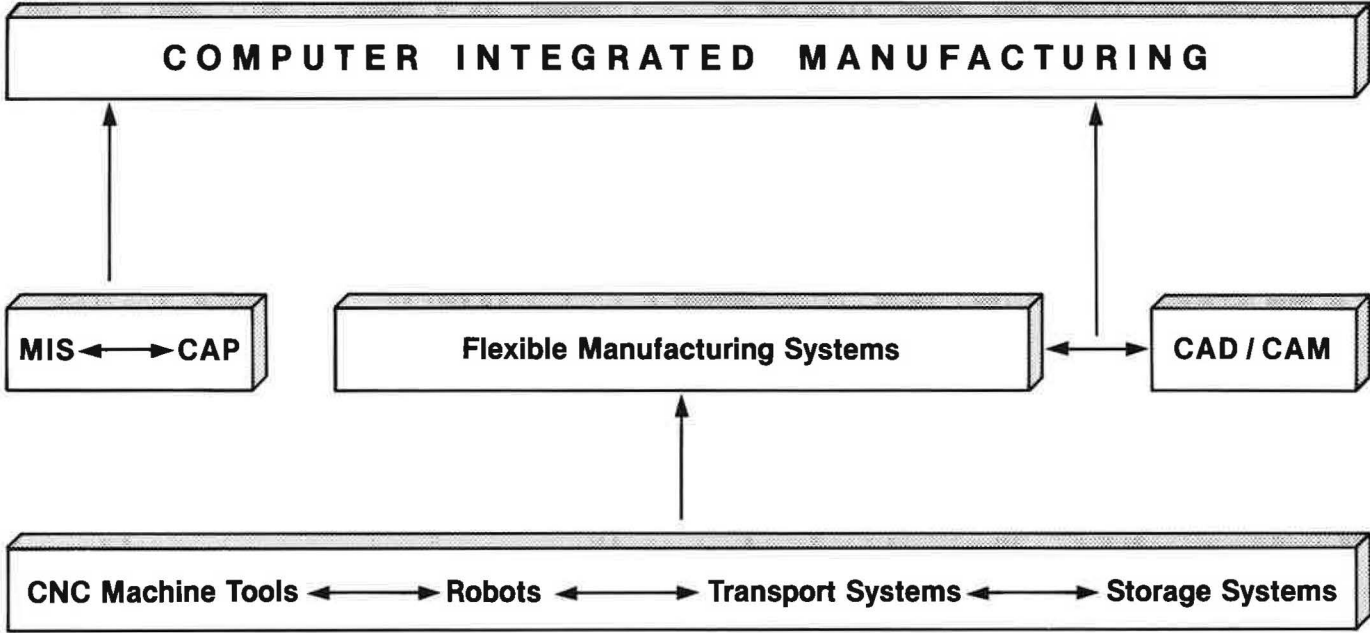 COMPUTER INTEGRATED MANUFACTURING
MIS CAP
Flexible Manufacturing Systems
CAD / CAM
CNC Machine Tools Robots Transport Systems Storage Systems